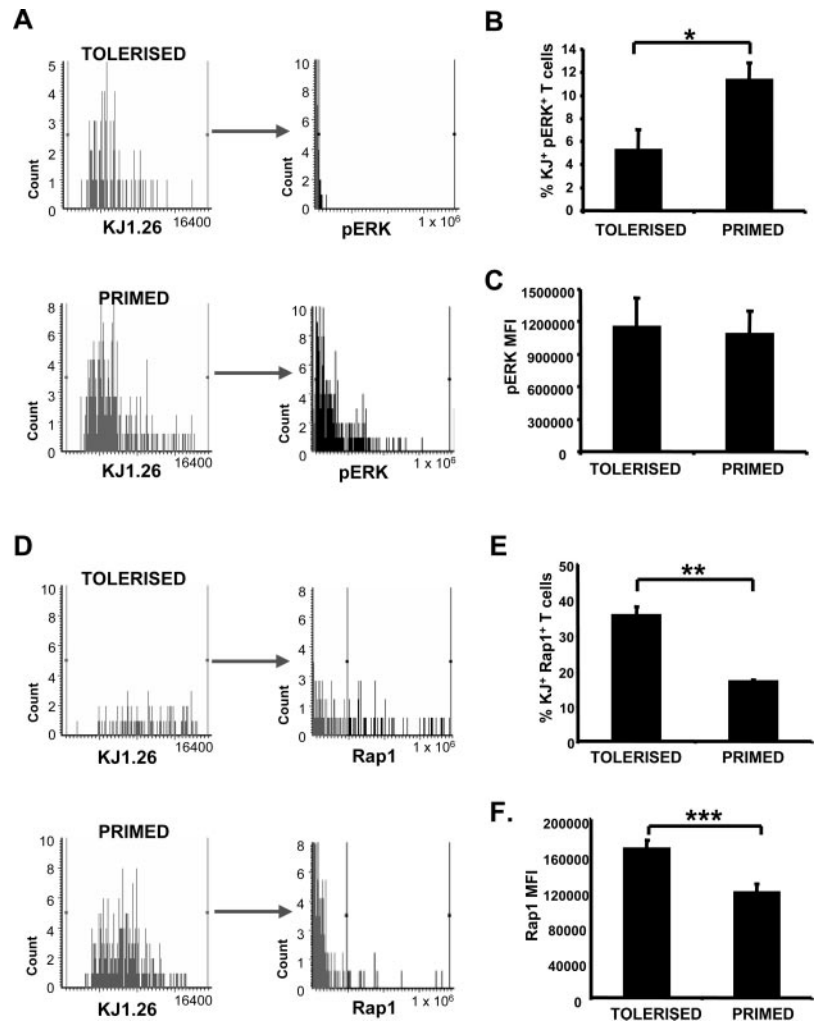 A
TOLERISED
5
4
3
2
1
0
Count
KJ1.26
16400
10
8
6
4
2
0
Count
pERK
1 x 10⁶
PRIMED
8
6
4
3
2
1
0
Count
KJ1.26
16400
10
8
6
4
2
0
Count
pERK
1 x 10⁶
B
*
14
12
10
8
6
4
2
0
% KJ⁺ pERK⁺ T cells
TOLERISED PRIMED
C
1500000
1200000
900000
600000
300000
0
pERK MFI
TOLERISED PRIMED
D
TOLERISED
10
8
6
4
2
0
Count
KJ1.26
16400
8
6
4
3
2
1
0
Count
Rap1
1 x 10⁶
PRIMED
10
8
6
5
4
3
2
1
0
Count
KJ1.26
16400
8
6
4
3
2
1
0
Count
Rap1
1 x 10⁶
E
**
50
40
30
20
10
0
% KJ⁺ Rap1⁺ T cells
TOLERISED PRIMED
F.
***
200000
160000
120000
80000
40000
0
Rap1 MFI
TOLERISED PRIMED